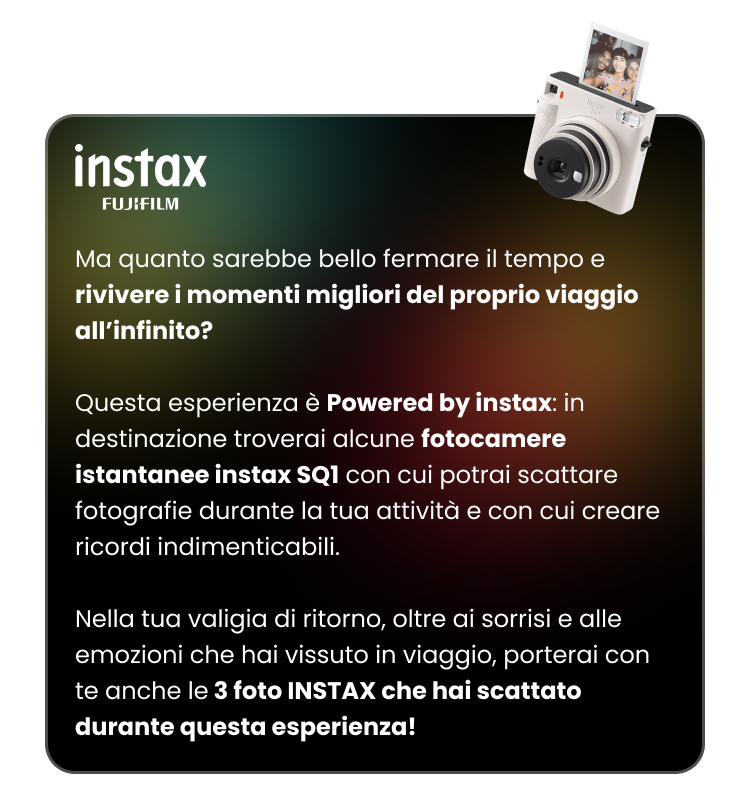 instax
FUJIFILM
Ma quanto sarebbe bello fermare il tempo e
rivivere i momenti migliori del proprio viaggio
all’infinito?
Questa esperienza è Powered by instax: in
destinazione troverai alcune fotocamere
istantanee instax SQ1 con cui potrai scattare
fotografie durante la tua attività e con cui creare
ricordi indimenticabili.
Nella tua valigia di ritorno, oltre ai sorrisi e alle
emozioni che hai vissuto in viaggio, porterai con
te anche le 3 foto INSTAX che hai scattato
durante questa esperienza!